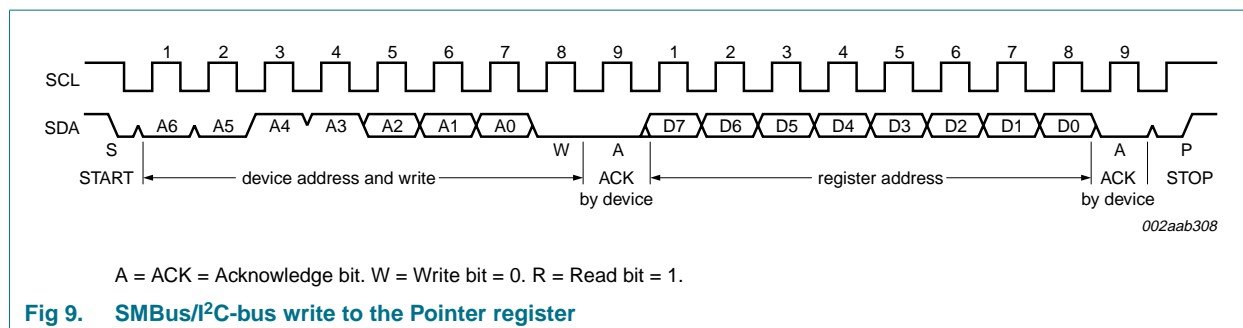 1 2 3 4 5 6 7 8 9 1 2 3 4 5 6 7 8 9
SCL
SDA A6 A5 A4 A3 A2 A1 A0 D7 D6 D5 D4 D3 D2 D1 D0
S W A A P
START device address and write ACK register address ACK STOP
by device by device
002aab308
A = ACK = Acknowledge bit. W = Write bit = 0. R = Read bit = 1.
Fig 9. SMBus/I²C-bus write to the Pointer register